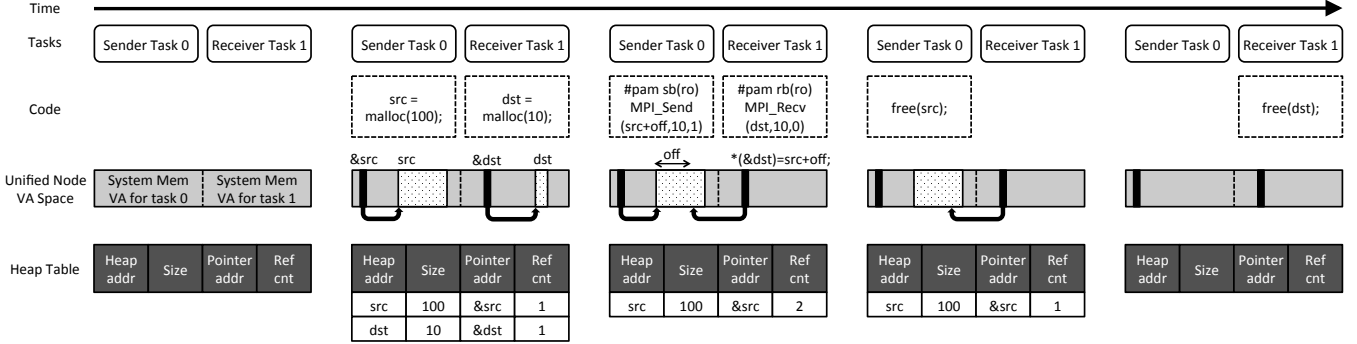 Time
Tasks
Sender Task 0 Receiver Task 1 Sender Task 0 Receiver Task 1 Sender Task 0 Receiver Task 1 Sender Task 0 Receiver Task 1 Sender Task 0 Receiver Task 1
Code
src =
malloc(100);
dst =
malloc(10);
#pam sb(ro)
MPI_Send
(src+off,10,1)
#pam rb(ro)
MPI_Recv
(dst,10,0)
free(src);
free(dst);
Unified Node
VA Space
System Mem
VA for task 0
System Mem
VA for task 1
&src src &dst dst
off
*(&dst)=src+off;
Heap Table
Heap
addr
Size
Pointer
addr
Ref
cnt
Heap
addr
Size
Pointer
addr
Ref
cnt
src 100 &src 1
dst 10 &dst 1
Heap
addr
Size
Pointer
addr
Ref
cnt
src 100 &src 2
Heap
addr
Size
Pointer
addr
Ref
cnt
src 100 &src 1
Heap
addr
Size
Pointer
addr
Ref
cnt